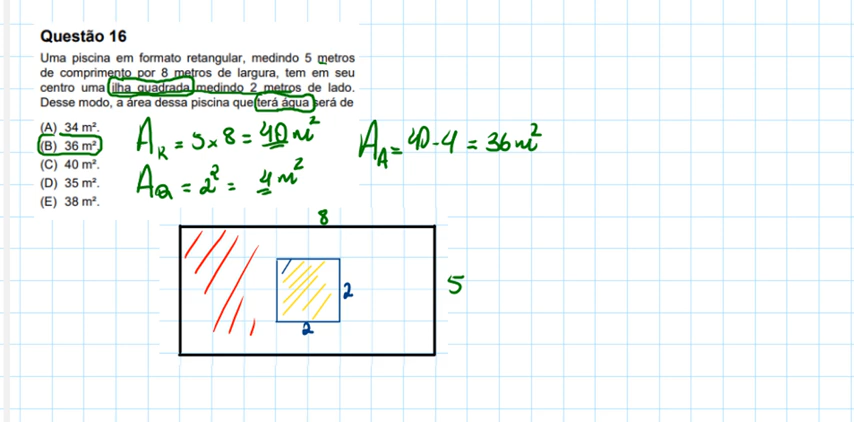 Questão 16
Uma piscina em formato retangular, medindo 5 metros
de comprimento por 8 metros de largura, tem em seu
centro uma ilha quadrada medindo 2 metros de lado.
Desse modo, a área dessa piscina que terá água será de
(A) 34 m².
(B) 36 m².
(C) 40 m².
(D) 35 m².
(E) 38 m².
A_R = 5 x 8 = 40 m²
A_Q = 2² = 4 m²
A_A = 40 - 4 = 36 m²
8
5
2
2